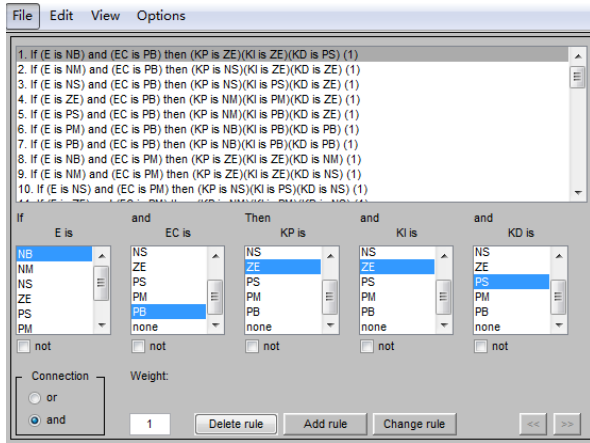 File Edit View Options
1. If (E is NB) and (EC is PB) then (KP is ZE)(KI is ZE)(KD is PS) (1)
2. If (E is NM) and (EC is PB) then (KP is NS)(KI is ZE)(KD is ZE) (1)
3. If (E is NS) and (EC is PB) then (KP is NS)(KI is PS)(KD is ZE) (1)
4. If (E is ZE) and (EC is PB) then (KP is NM)(KI is PM)(KD is ZE) (1)
5. If (E is PS) and (EC is PB) then (KP is NM)(KI is PB)(KD is ZE) (1)
6. If (E is PM) and (EC is PB) then (KP is NB)(KI is PB)(KD is PB) (1)
7. If (E is PB) and (EC is PB) then (KP is NB)(KI is PB)(KD is PB) (1)
8. If (E is NB) and (EC is PM) then (KP is ZE)(KI is ZE)(KD is NM) (1)
9. If (E is NM) and (EC is PM) then (KP is ZE)(KI is ZE)(KD is NS) (1)
10. If (E is NS) and (EC is PM) then (KP is NS)(KI is PS)(KD is NS) (1)
If and Then and and
E is EC is KP is KI is KD is
NB NS NS NS NS
NM ZE ZE ZE ZE
NS PS PS PS PS
ZE PM PM PM PM
PS PB PB PB PB
PM none none none none
not not not not not
Connection Weight:
or
and 1 Delete rule Add rule Change rule << >>